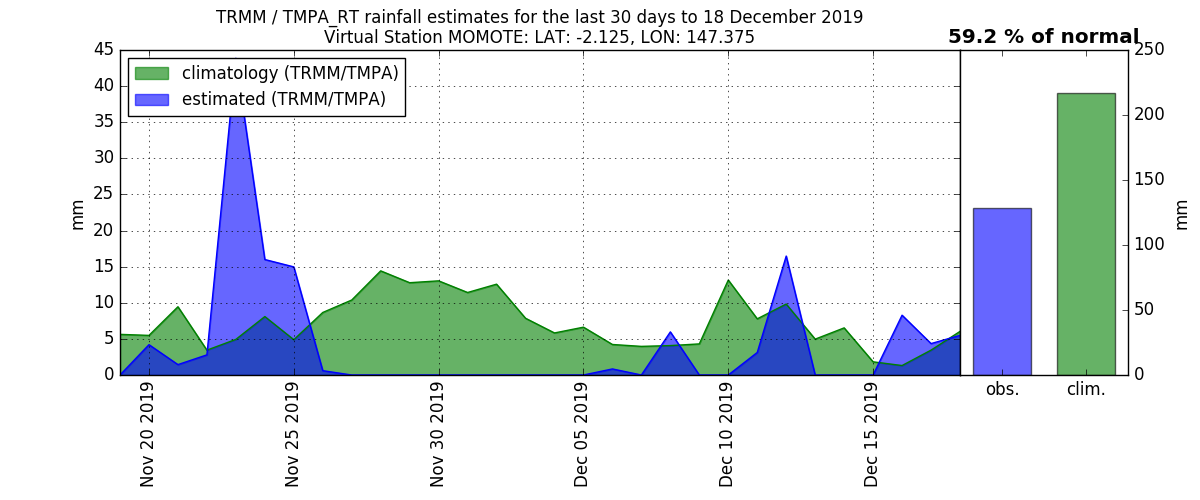 TRMM / TMPA_RT rainfall estimates for the last 30 days to 18 December 2019
Virtual Station MOMOTE: LAT: -2.125, LON: 147.375
59.2 % of normal
climatology (TRMM/TMPA)
estimated (TRMM/TMPA)
mm
45
40
35
30
25
20
15
10
5
0
Nov 20 2019
Nov 25 2019
Nov 30 2019
Dec 05 2019
Dec 10 2019
Dec 15 2019
obs.
clim.
250
200
150
100
50
0
mm